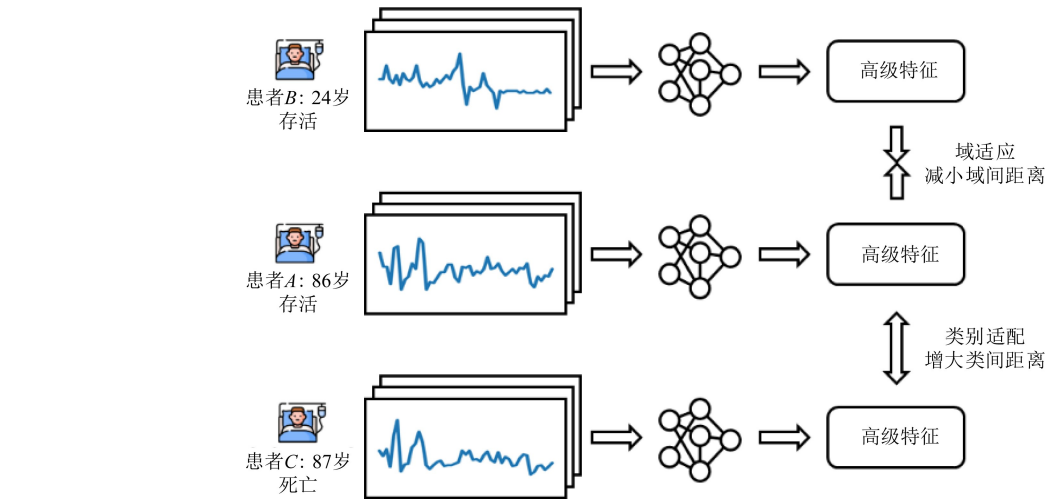 患者B: 24岁
存活
高级特征
域适应
减小域间距离
患者A: 86岁
存活
高级特征
类别适配
增大类间距离
患者C: 87岁
死亡
高级特征